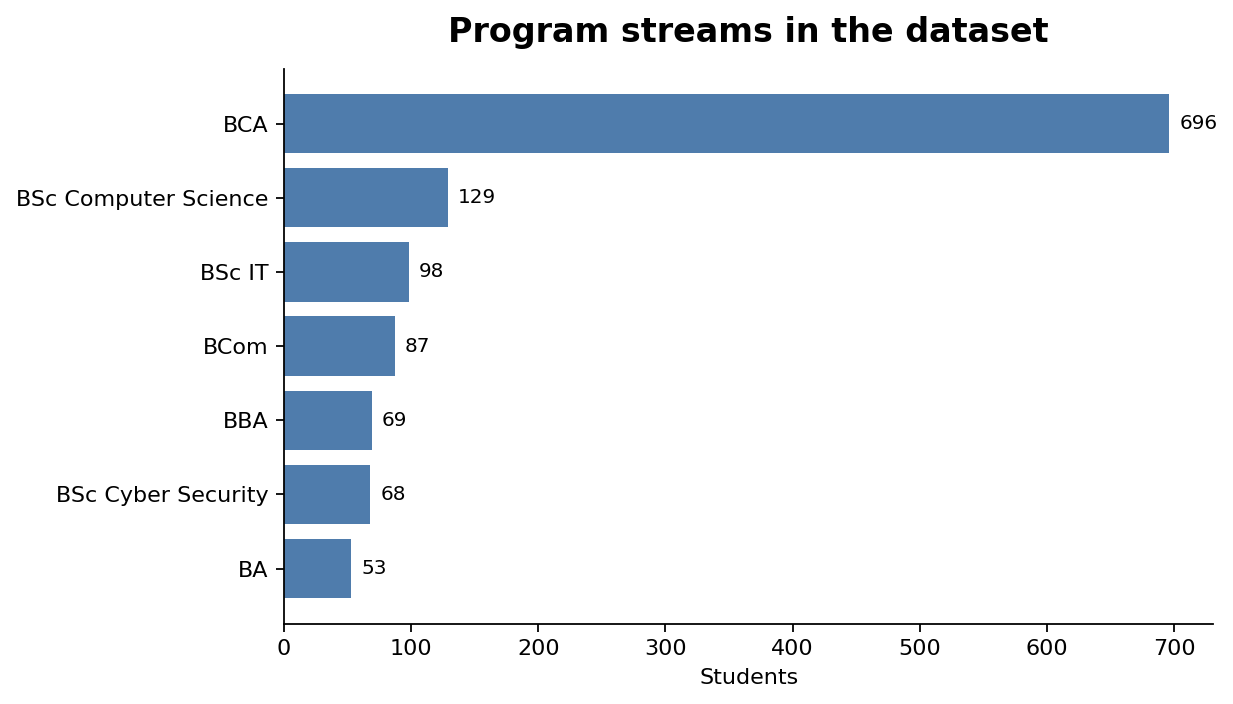 Program streams in the dataset
BCA 696
BSc Computer Science 129
BSc IT 98
BCom 87
BBA 69
BSc Cyber Security 68
BA 53
0 100 200 300 400 500 600 700
Students